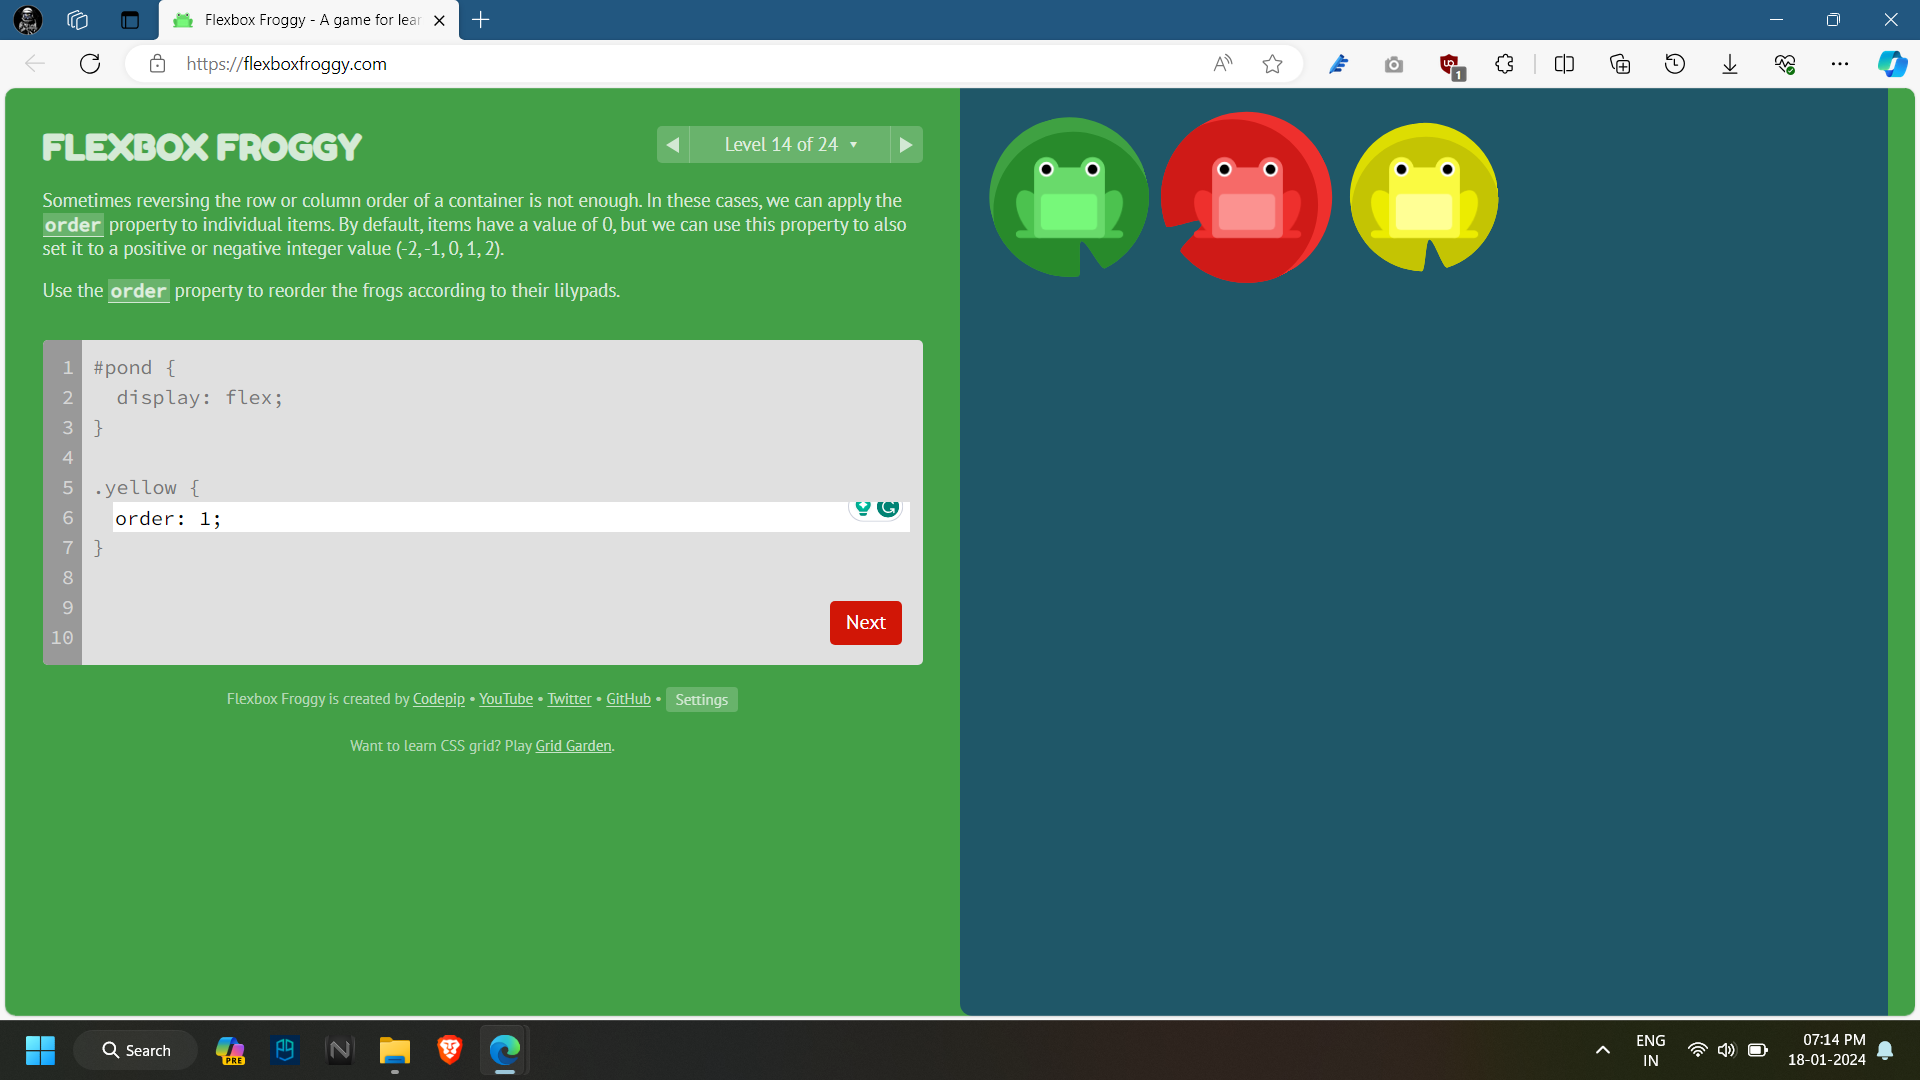 Flexbox Froggy - A game for lear
https://flexboxfroggy.com
1
FLEXBOX FROGGY
Level 14 of 24
Sometimes reversing the row or column order of a container is not enough. In these cases, we can apply the
order property to individual items. By default, items have a value of 0, but we can use this property to also
set it to a positive or negative integer value (-2, -1, 0, 1, 2).
Use the order property to reorder the frogs according to their lilypads.
1 #pond {
2 display: flex;
3 }
4
5 .yellow {
6 order: 1;
7 }
8
9
10
Next
Flexbox Froggy is created by Codepip • YouTube • Twitter • GitHub • Settings
Want to learn CSS grid? Play Grid Garden.
Search
PRE
ENG
IN
07:14 PM
18-01-2024